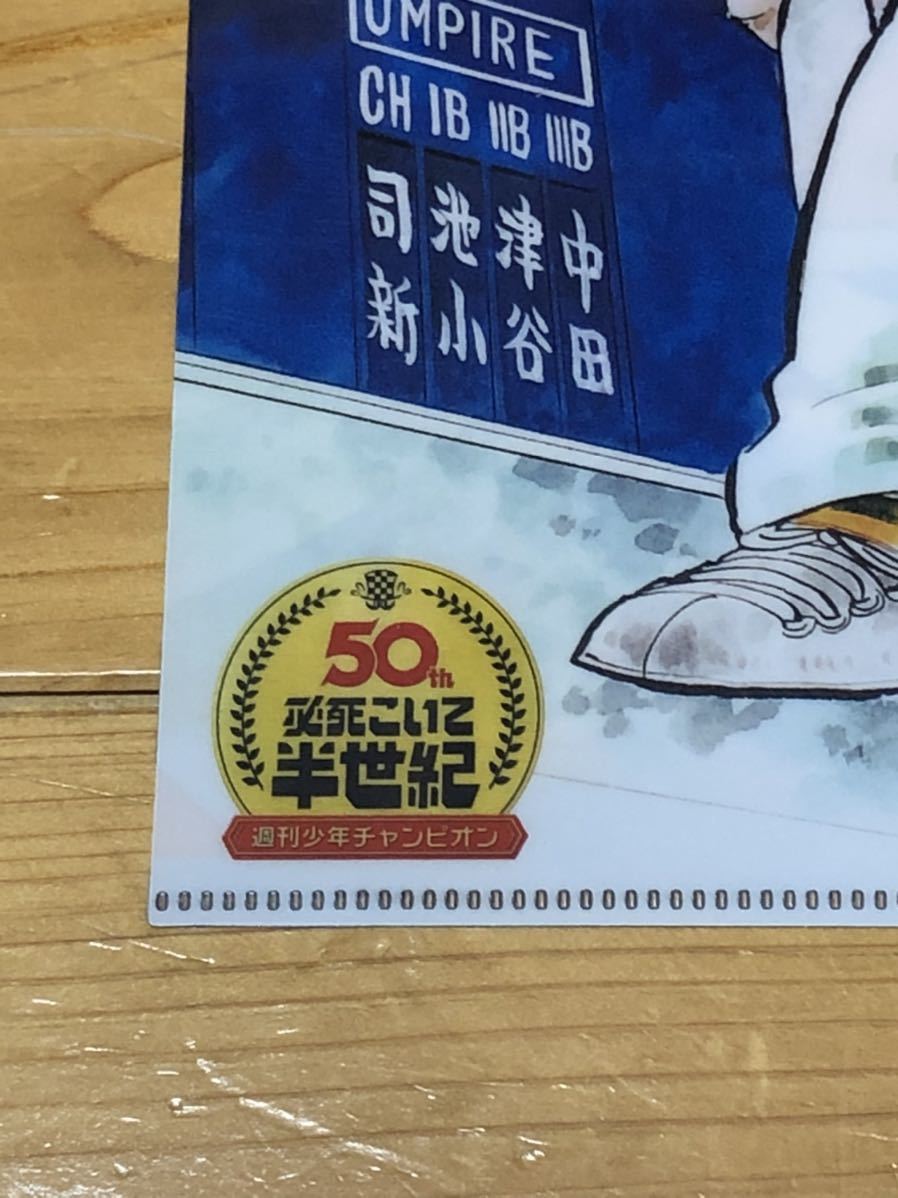 UMPIRE
CH IB IIB IIIB
司新
池小
津谷
中田
50th
必死こいて
半世紀
週刊少年チャンピオン